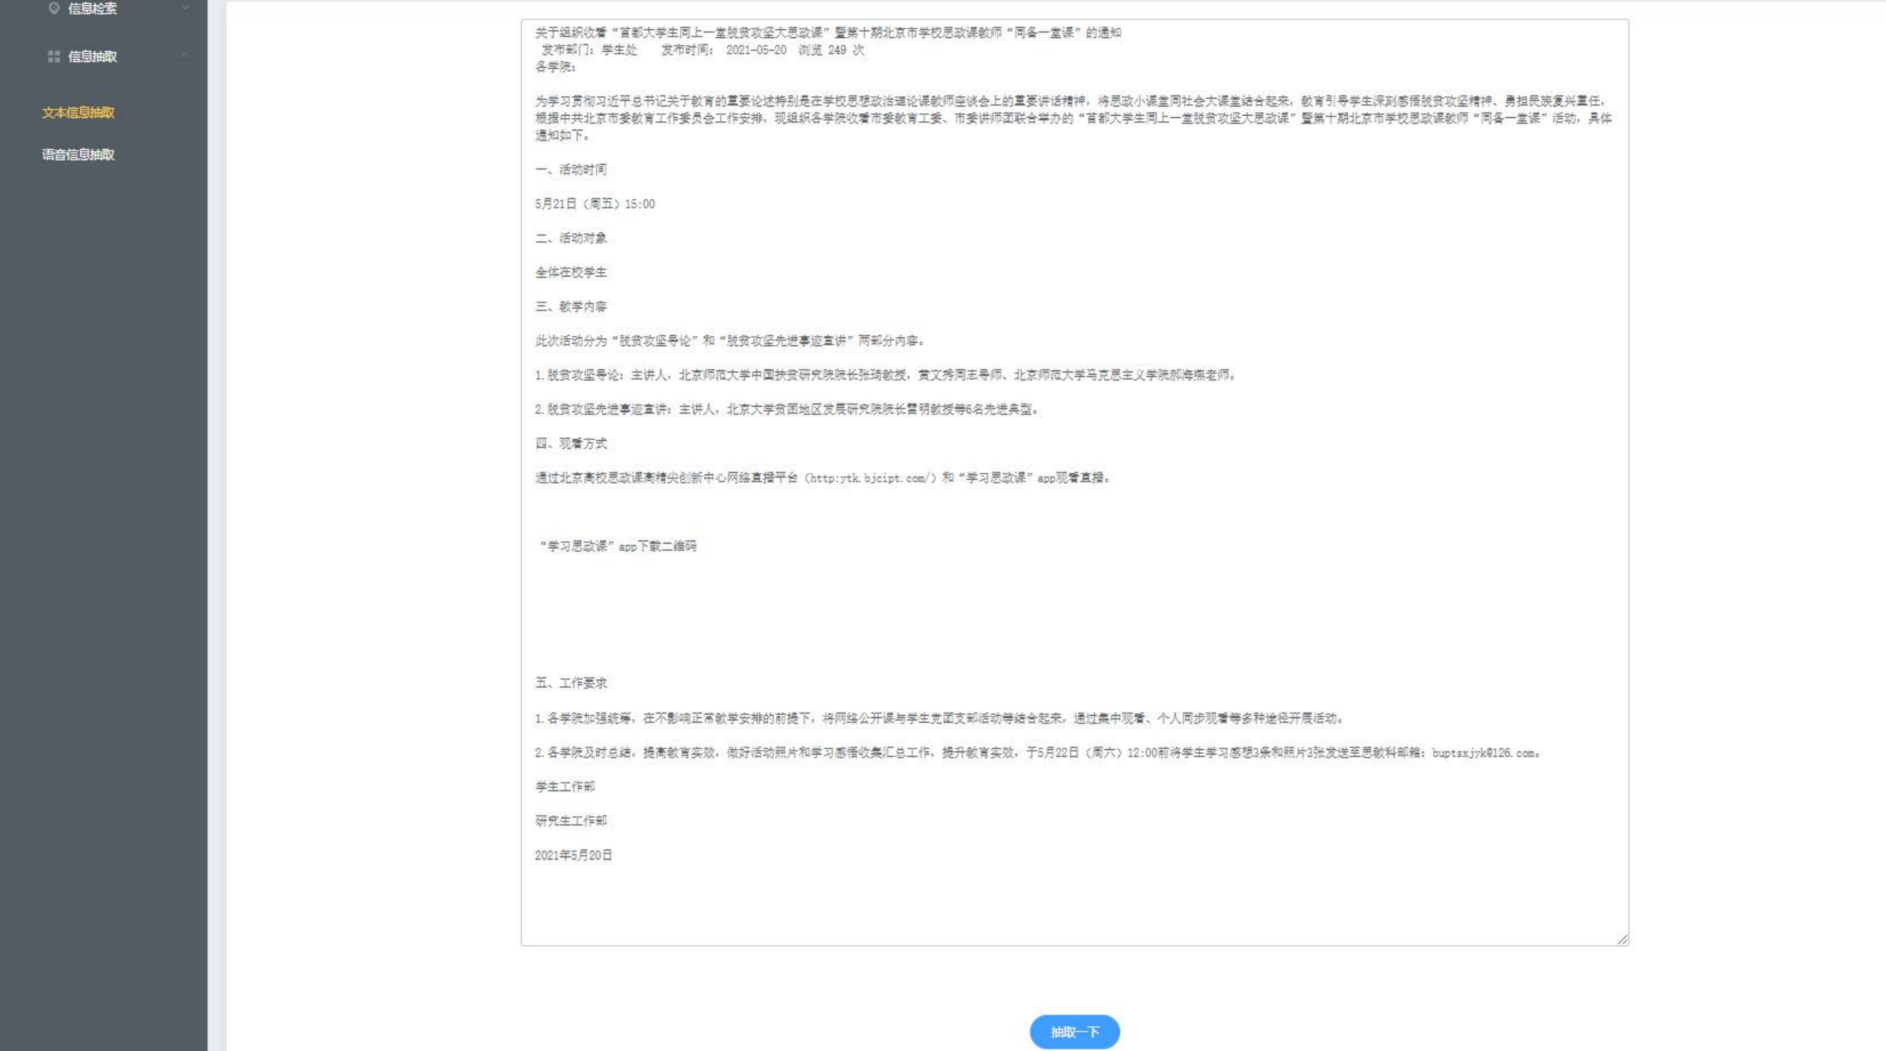 信息检索
信息抽取
文本信息抽取
语音信息抽取
关于组织收看“首都大学生同上一堂脱贫攻坚大思政课”暨第十期北京市学校思政课教师“同备一堂课”的通知
发布部门：学生处 发布时间： 2021-05-20 浏览 249 次
各学院：
为学习贯彻习近平总书记关于教育的重要论述特别是在学校思想政治理论课教师座谈会上的重要讲话精神，将思政小课堂同社会大课堂结合起来，教育引导学生深刻感悟脱贫攻坚精神、勇担民族复兴重任，
根据中共北京市委教育工作委员会工作安排，现组织各学院收看市委教育工委、市委讲师团联合举办的“首都大学生同上一堂脱贫攻坚大思政课”暨第十期北京市学校思政课教师“同备一堂课”活动，具体
通知如下。
一、活动时间
5月21日（周五）15:00
二、活动对象
全体在校学生
三、教学内容
此次活动分为“脱贫攻坚导论”和“脱贫攻坚先进事迹宣讲”两部分内容。
1.脱贫攻坚导论：主讲人，北京师范大学中国扶贫研究院院长张琦教授，黄文秀同志导师、北京师范大学马克思主义学院郝海燕老师。
2.脱贫攻坚先进事迹宣讲：主讲人，北京大学贫困地区发展研究院院长雷明教授等6名先进典型。
四、观看方式
通过北京高校思政课高精尖创新中心网络直播平台（http:ytk.bjcipt.com/）和“学习思政课”app观看直播。
“学习思政课”app下载二维码
五、工作要求
1.各学院加强统筹，在不影响正常教学安排的前提下，将网络公开课与学生党团支部活动等结合起来，通过集中观看、个人同步观看等多种途径开展活动。
2.各学院及时总结，提高教育实效，做好活动照片和学习感悟收集汇总工作，提升教育实效，于5月22日（周六）12:00前将学生学习感想3条和照片3张发送至思教科邮箱：buptsxjyk@126.com。
学生工作部
研究生工作部
2021年5月20日
抽取一下